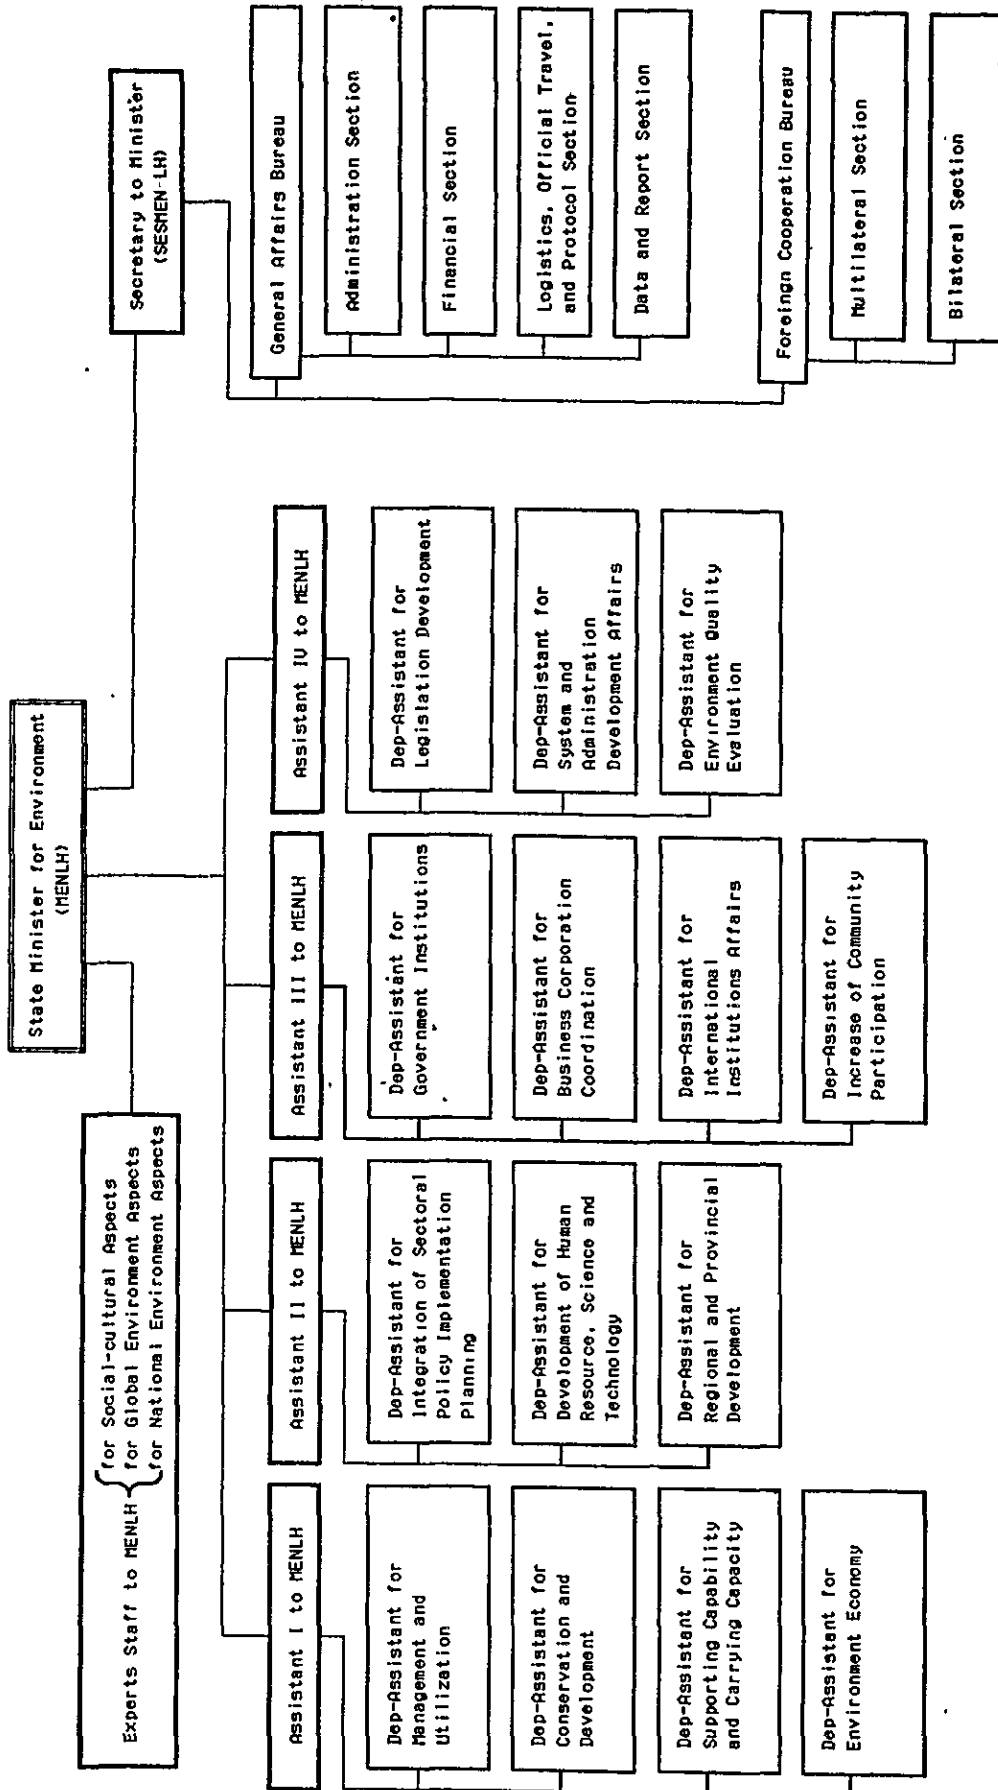 State Minister for Environment
(MENLH)
Experts Staff to MENLH
for Social-cultural Aspects
for Global Environment Aspects
for National Environment Aspects
Secretary to Minister
(SESMEN-LH)
Assistant I to MENLH
Dep-Assistant for
Management and
Utilization
Dep-Assistant for
Conservation and
Development
Dep-Assistant for
Supporting Capability
and Carrying Capacity
Dep-Assistant for
Environment Economy
Assistant II to MENLH
Dep-Assistant for
Integration of Sectoral
Policy Implementation
Planning
Dep-Assistant for
Development of Human
Resource, Science and
Technology
Dep-Assistant for
Regional and Provincial
Development
Assistant III to MENLH
Dep-Assistant for
Government Institutions
Dep-Assistant for
Business Corporation
Coordination
Dep-Assistant for
International
Institutions Affairs
Dep-Assistant for
Increase of Community
Participation
Assistant IV to MENLH
Dep-Assistant for
Legislation Development
Dep-Assistant for
System and
Administration
Development Affairs
Dep-Assistant for
Environment Quality
Evaluation
General Affairs Bureau
Administration Section
Financial Section
Logistics, Official Travel,
and Protocol Section
Data and Report Section
Foreingn Cooperation Bureau
Multilateral Section
Bilateral Section